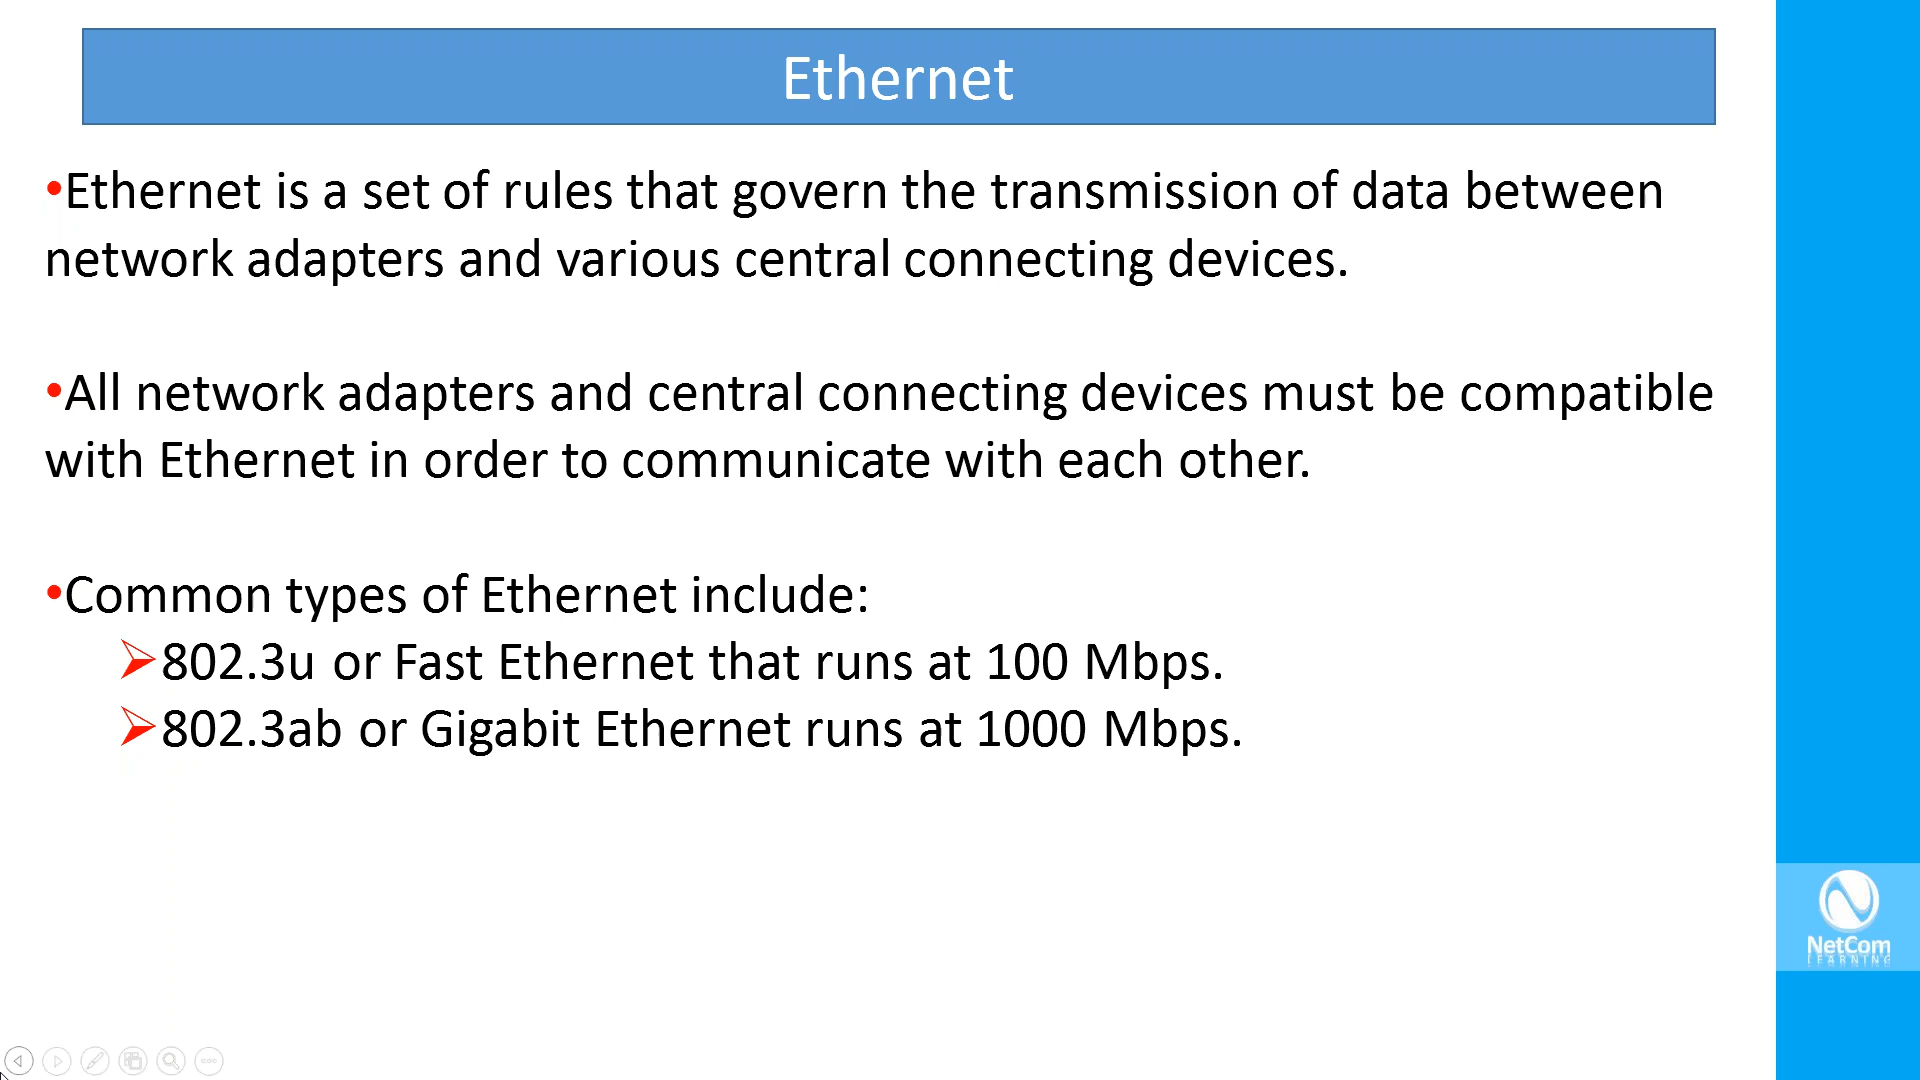 Ethernet
•Ethernet is a set of rules that govern the transmission of data between
network adapters and various central connecting devices.
•All network adapters and central connecting devices must be compatible
with Ethernet in order to communicate with each other.
•Common types of Ethernet include:
➢802.3u or Fast Ethernet that runs at 100 Mbps.
➢802.3ab or Gigabit Ethernet runs at 1000 Mbps.
NetCom
LEARNING